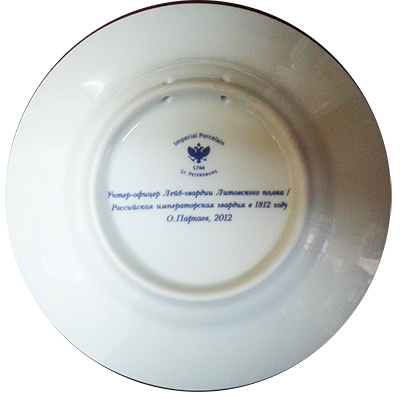 Imperial Porcelain
1744
St. Petersburg
Унтер-офицер Лейб-гвардии Литовского полка /
Российская императорская гвардия в 1812 году
О.Пархаев, 2012